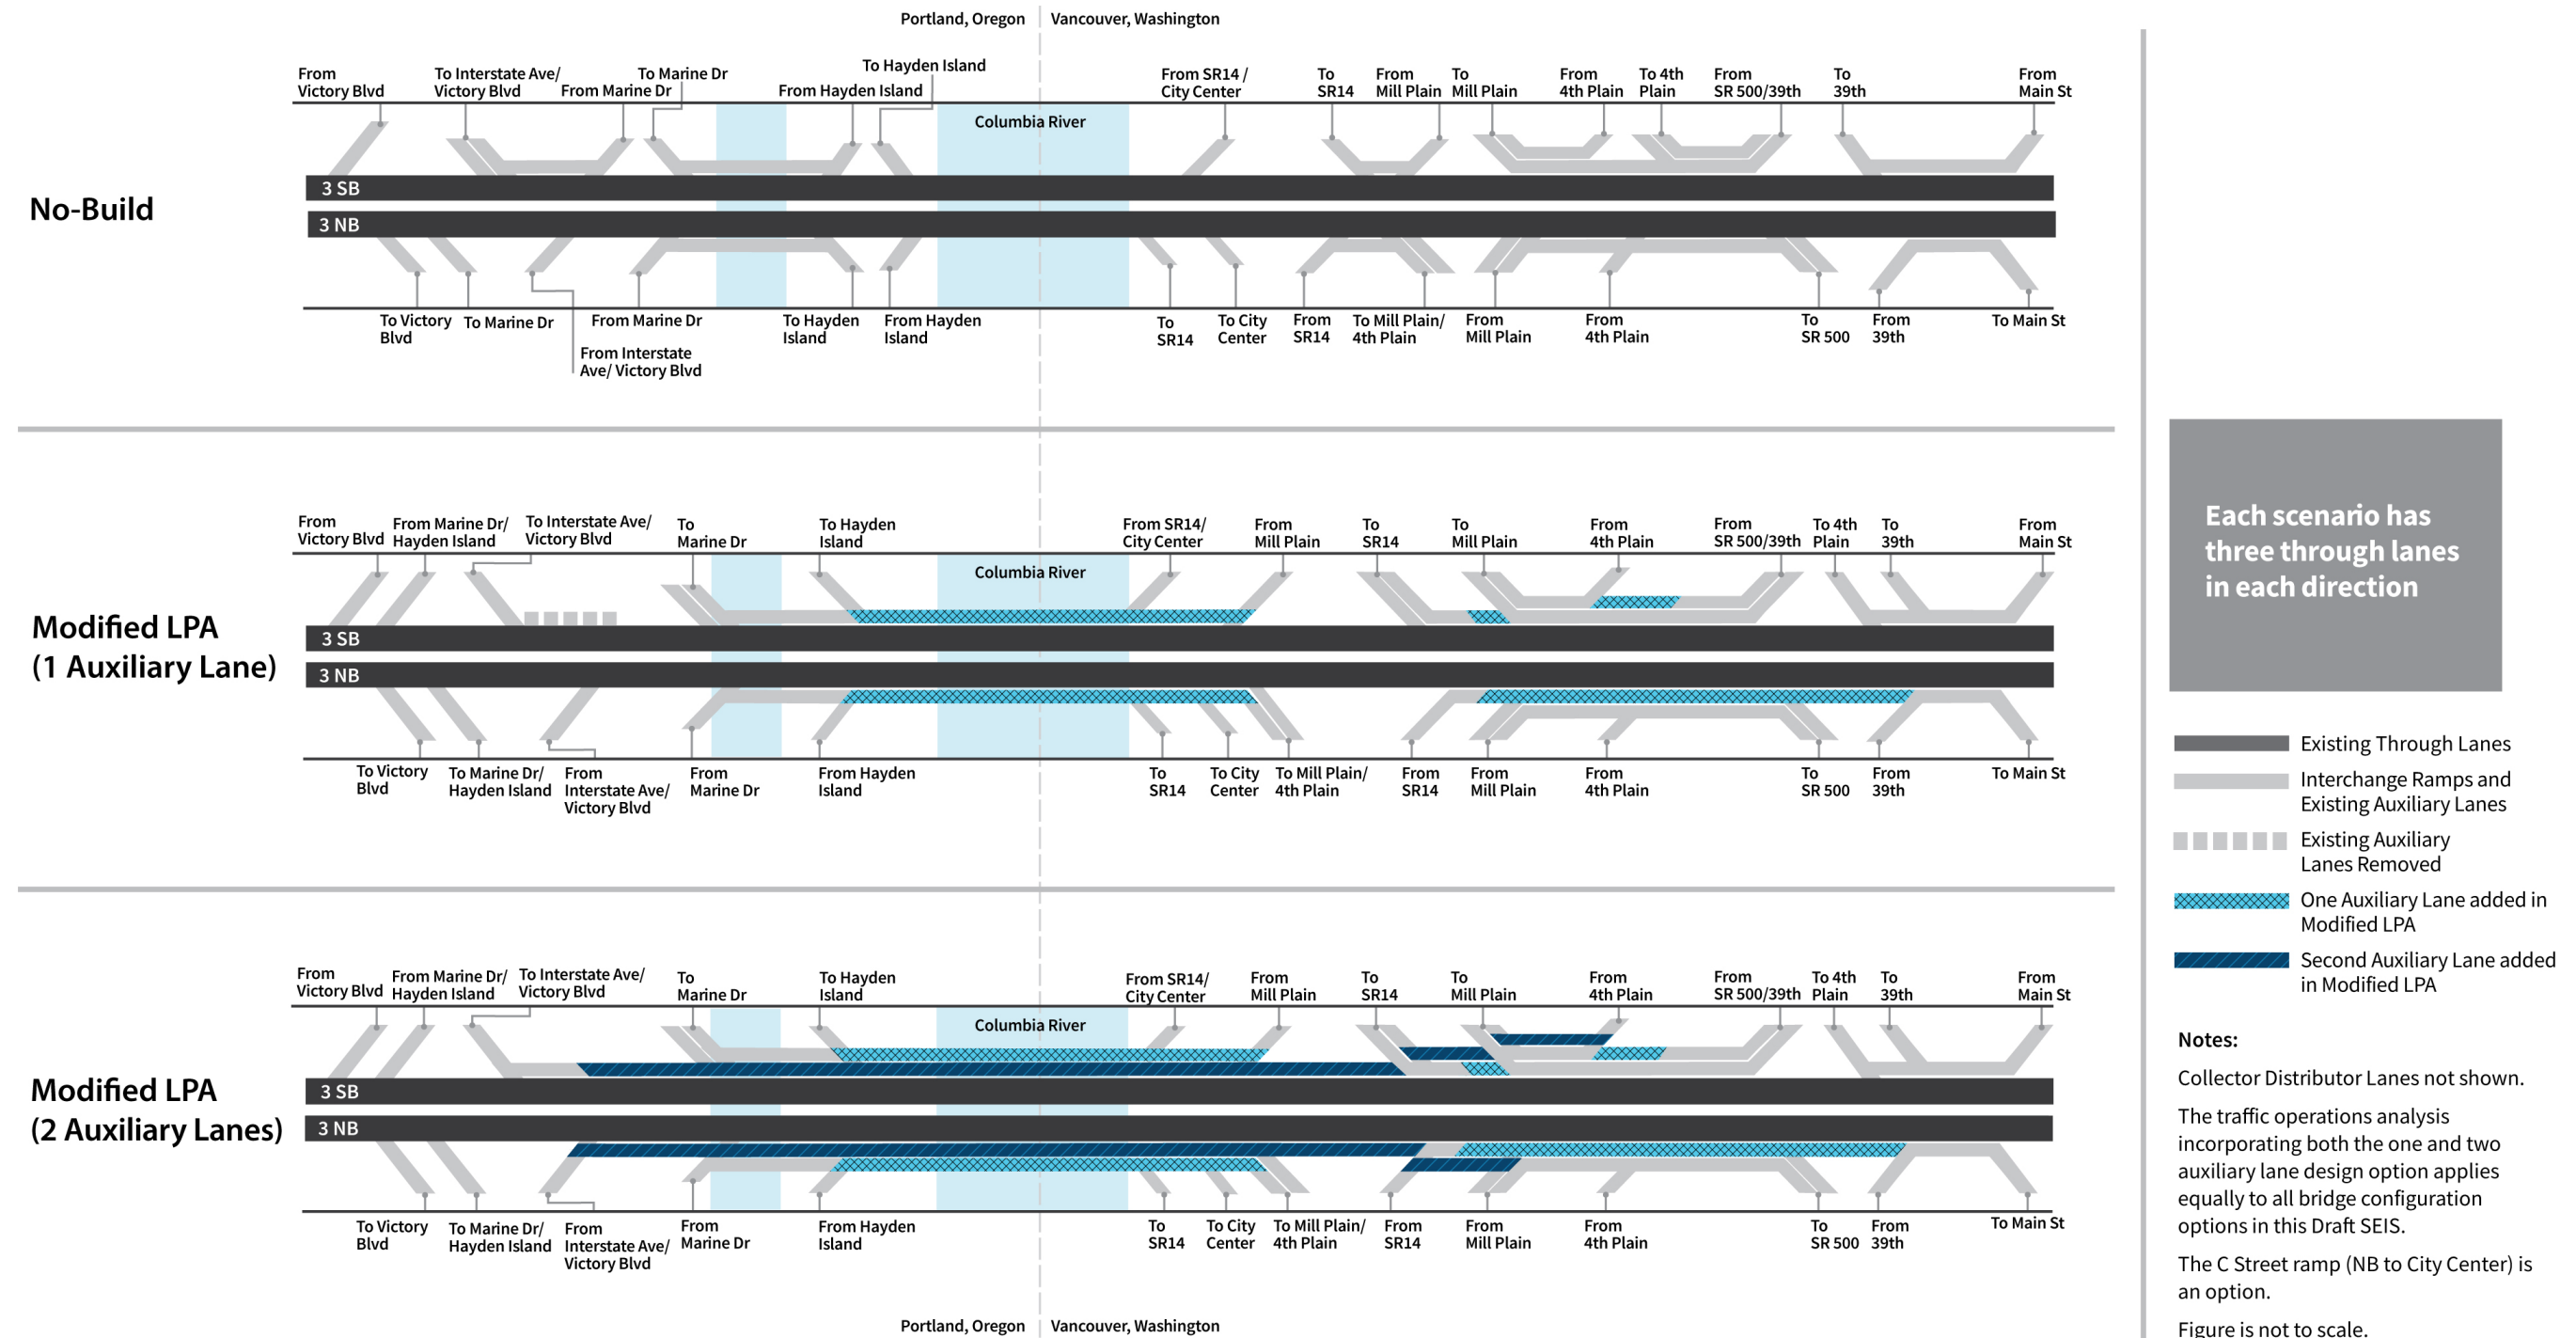 Portland, Oregon
Vancouver, Washington
No-Build
From
Victory Blvd
To Interstate Ave/
Victory Blvd
From Marine Dr
To Marine Dr
From Hayden Island
To Hayden Island
Columbia River
From SR14 /
City Center
To
SR14
From
Mill Plain
To
Mill Plain
From
4th Plain
To 4th
Plain
From
SR 500/39th
To
39th
From
Main St
3 SB
3 NB
To Victory
Blvd
To Marine Dr
From Interstate
Ave/ Victory Blvd
From Marine Dr
To Hayden
Island
From Hayden
Island
To
SR14
To City
Center
From
SR14
To Mill Plain/
4th Plain
From
Mill Plain
From
4th Plain
To
SR 500
From
39th
To Main St
Modified LPA
(1 Auxiliary Lane)
From
Victory Blvd
From Marine Dr/
Hayden Island
To Interstate Ave/
Victory Blvd
To
Marine Dr
To Hayden
Island
Columbia River
From SR14/
City Center
From
Mill Plain
To
SR14
To
Mill Plain
From
4th Plain
From
SR 500/39th
To 4th
Plain
To
39th
From
Main St
3 SB
3 NB
To Victory
Blvd
To Marine Dr/
Hayden Island
From
Interstate Ave/
Victory Blvd
From
Marine Dr
From Hayden
Island
To
SR14
To City
Center
To Mill Plain/
4th Plain
From
SR14
From
Mill Plain
From
4th Plain
To
SR 500
From
39th
To Main St
Modified LPA
(2 Auxiliary Lanes)
From
Victory Blvd
From Marine Dr/
Hayden Island
To Interstate Ave/
Victory Blvd
To
Marine Dr
To Hayden
Island
Columbia River
From SR14/
City Center
From
Mill Plain
To
SR14
To
Mill Plain
From
4th Plain
From
SR 500/39th
To 4th
Plain
To
39th
From
Main St
3 SB
3 NB
To Victory
Blvd
To Marine Dr/
Hayden Island
From
Interstate Ave/
Victory Blvd
From
Marine Dr
From Hayden
Island
To
SR14
To City
Center
To Mill Plain/
4th Plain
From
SR14
From
Mill Plain
From
4th Plain
To
SR 500
From
39th
To Main St
Portland, Oregon
Vancouver, Washington
Each scenario has
three through lanes
in each direction
Existing Through Lanes
Interchange Ramps and
Existing Auxiliary Lanes
Existing Auxiliary
Lanes Removed
One Auxiliary Lane added in
Modified LPA
Second Auxiliary Lane added
in Modified LPA
Notes:
Collector Distributor Lanes not shown.
The traffic operations analysis
incorporating both the one and two
auxiliary lane design option applies
equally to all bridge configuration
options in this Draft SEIS.
The C Street ramp (NB to City Center) is
an option.
Figure is not to scale.